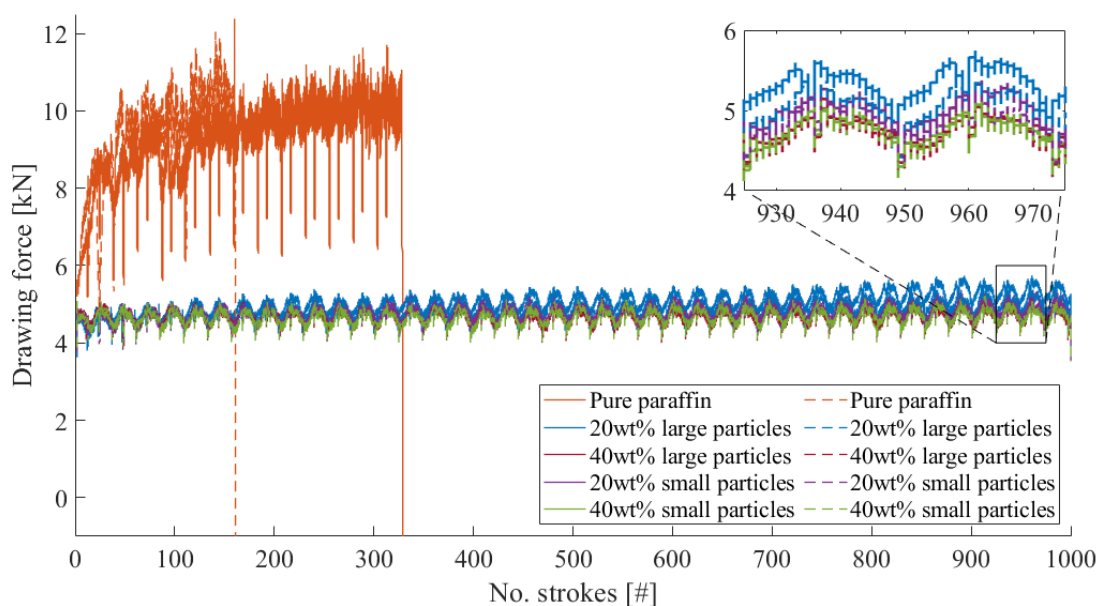 Drawing force [kN]
12
10
8
6
4
2
0
0 100 200 300 400 500 600 700 800 900 1000
No. strokes [#]
6
5
4
930 940 950 960 970
Pure paraffin Pure paraffin
20wt% large particles 20wt% large particles
40wt% large particles 40wt% large particles
20wt% small particles 20wt% small particles
40wt% small particles 40wt% small particles